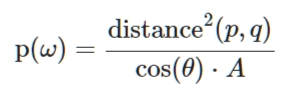 p(ω) = distance²(p, q) / cos(θ) · A